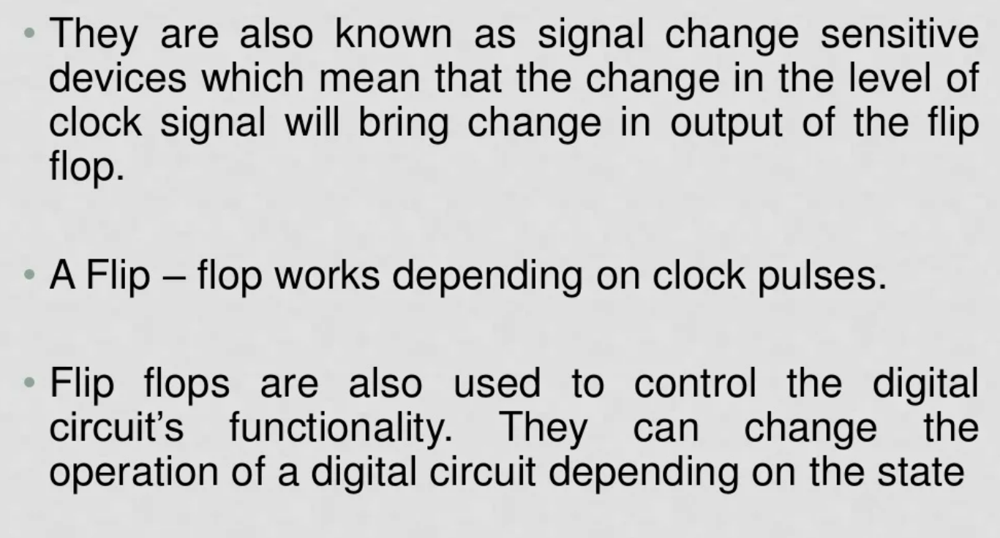 • They are also known as signal change sensitive
devices which mean that the change in the level of
clock signal will bring change in output of the flip
flop.
• A Flip – flop works depending on clock pulses.
• Flip flops are also used to control the digital
circuit’s functionality. They can change the
operation of a digital circuit depending on the state